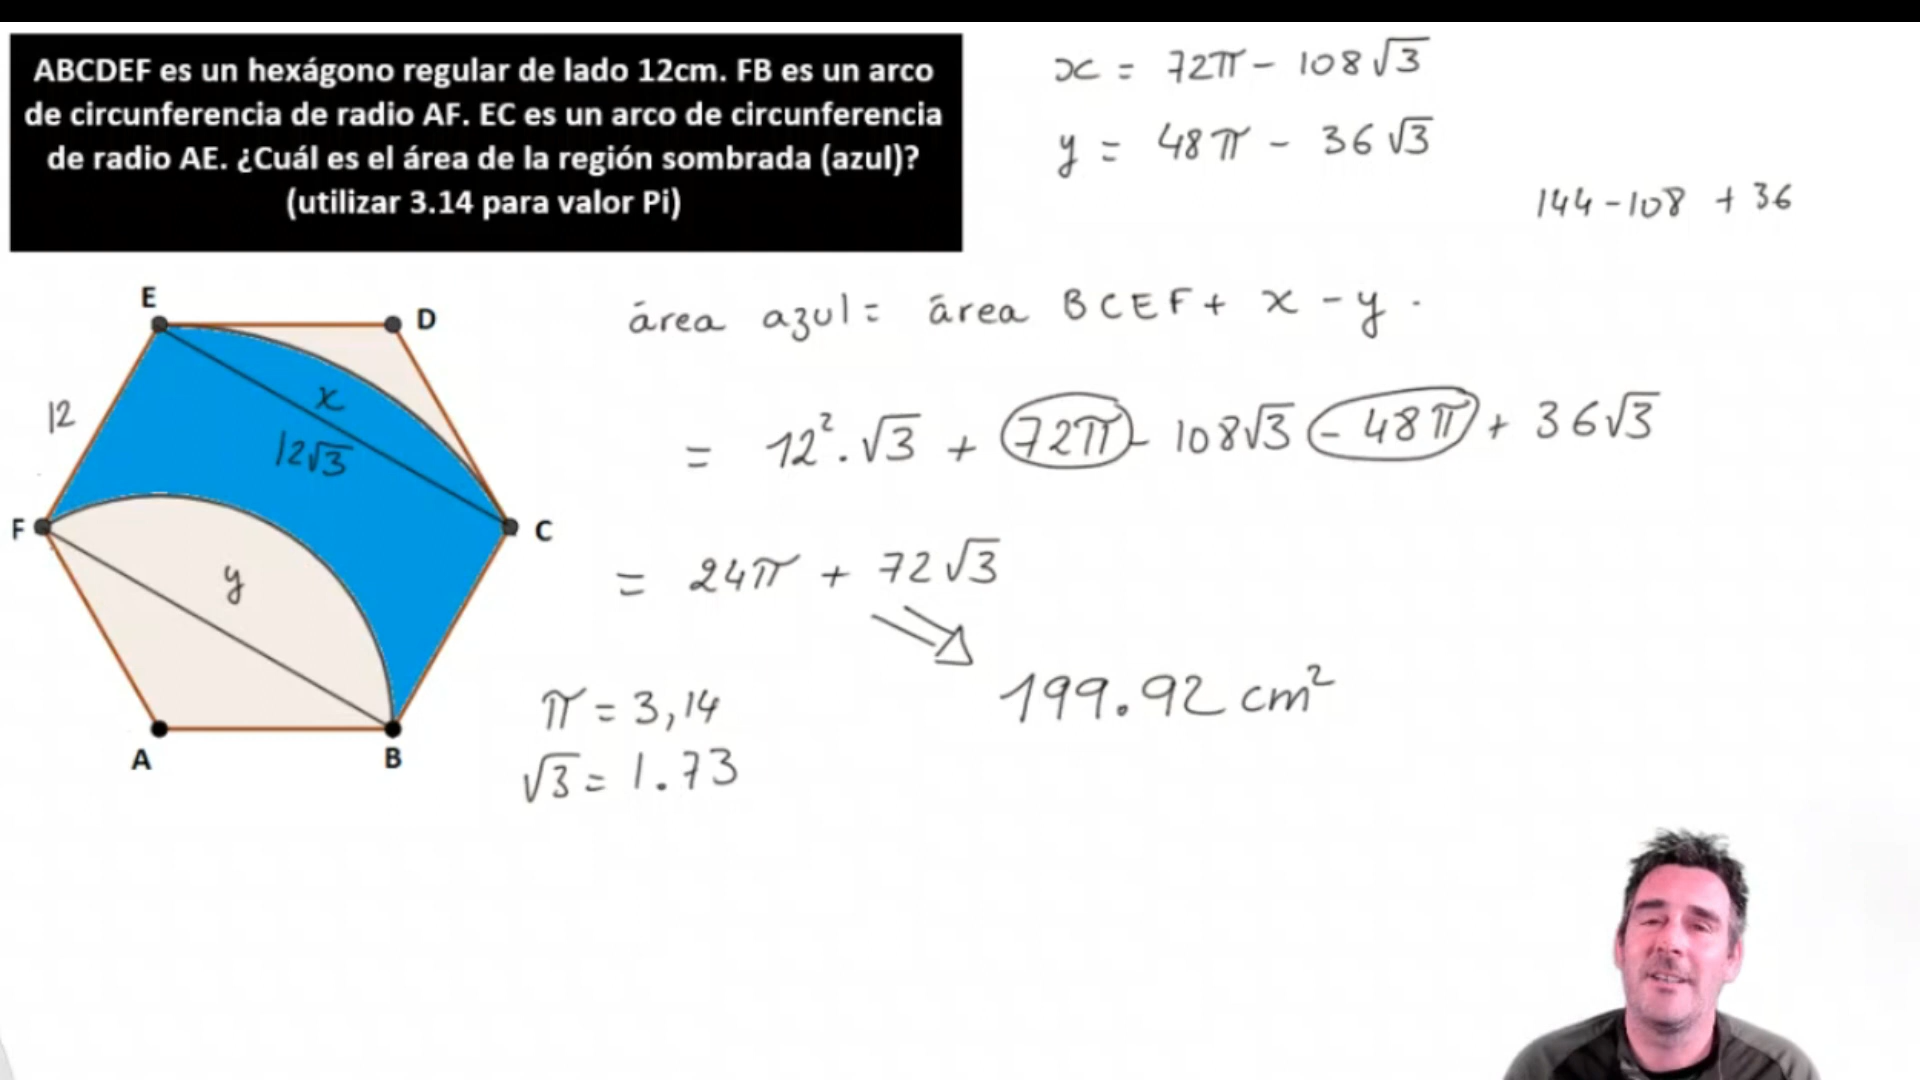 ABCDEF es un hexágono regular de lado 12cm. FB es un arco
de circunferencia de radio AF. EC es un arco de circunferencia
de radio AE. ¿Cuál es el área de la región sombrada (azul)?
(utilizar 3.14 para valor Pi)
x = 72π - 108√3
y = 48π - 36√3
144 - 108 + 36
E
D
12
x
12√3
F
C
y
A
B
área azul = área BCEF + x - y .
= 12² . √3 + 72π - 108√3 - 48π + 36√3
= 24π + 72√3
199.92 cm²
π = 3,14
√3 = 1.73